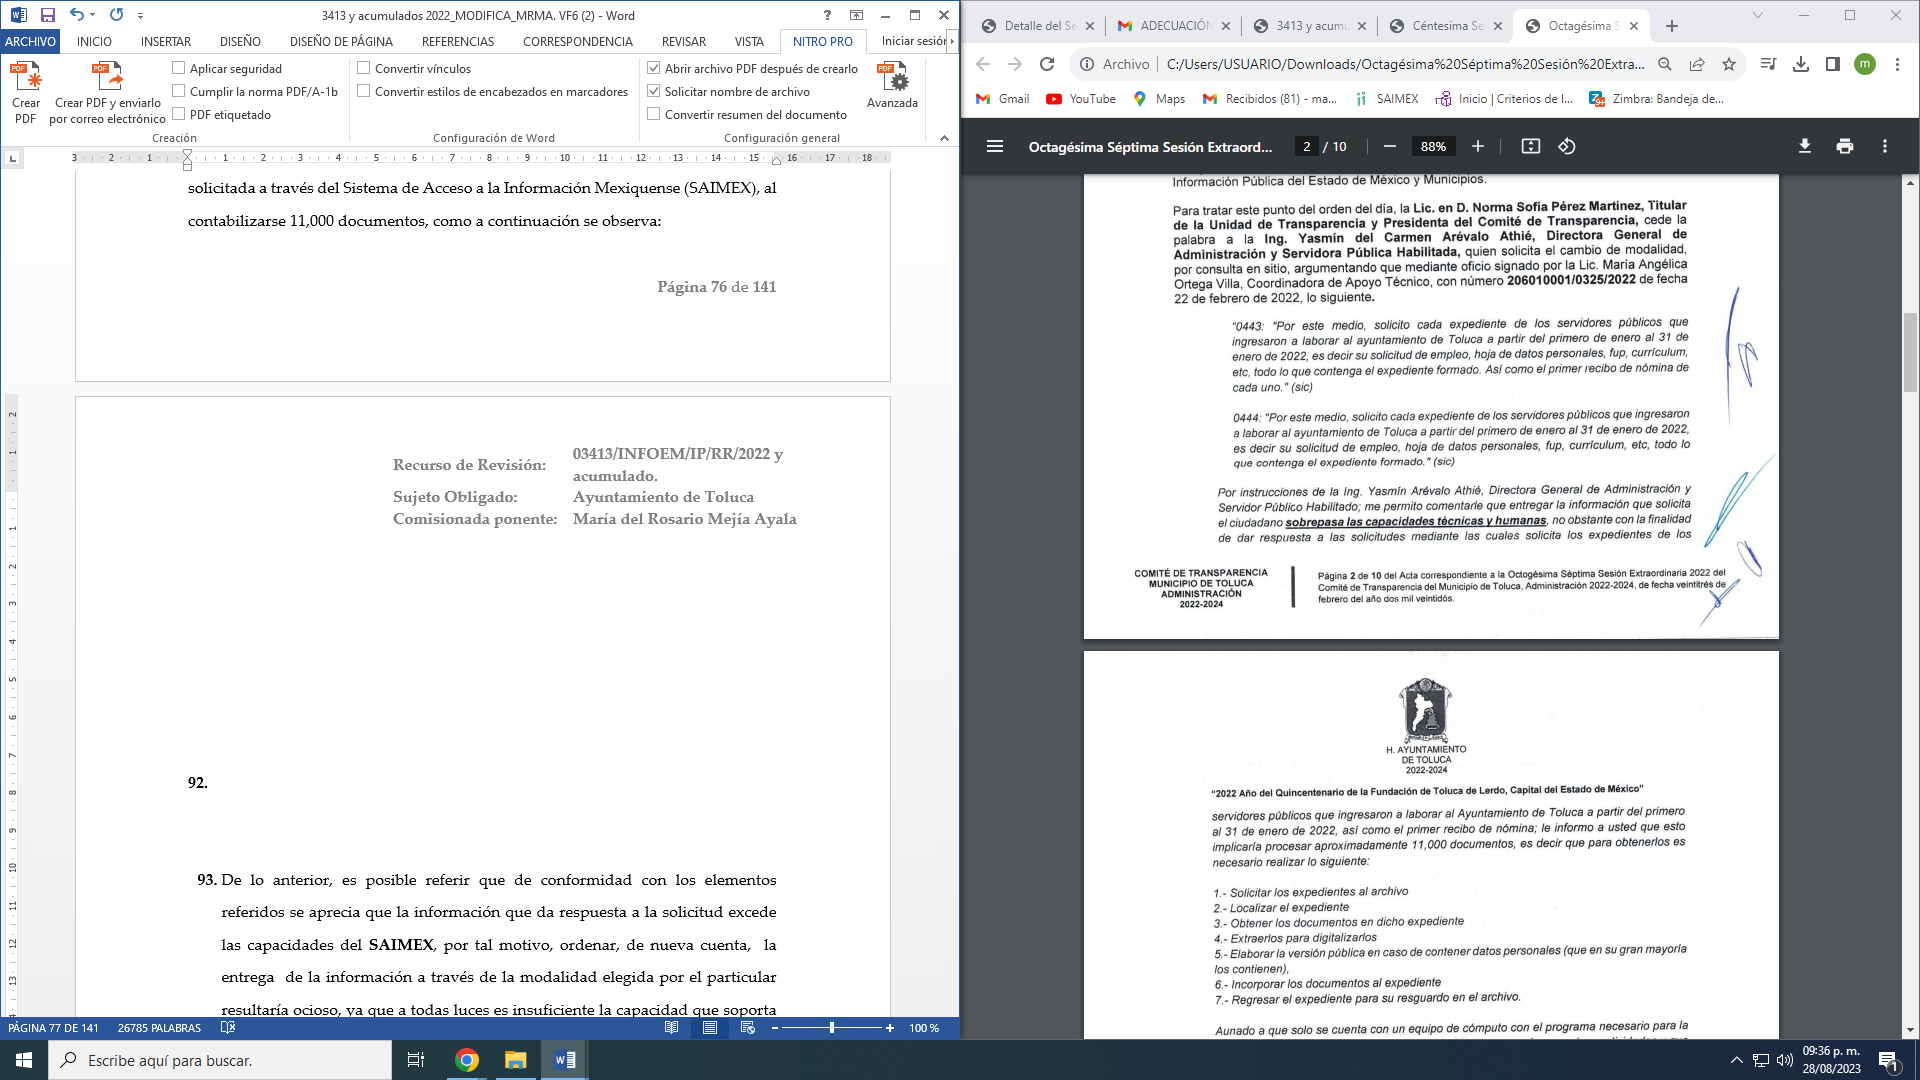 3413 y acumulados 2022_MODIFICA_MRMA. VF6 (2) - Word
ARCHIVO INICIO INSERTAR DISEÑO DISEÑO DE PÁGINA REFERENCIAS CORRESPONDENCIA REVISAR VISTA NITRO PRO Iniciar sesión
Crear PDF
Crear PDF y enviarlo por correo electrónico
Aplicar seguridad
Cumplir la norma PDF/A-1b
PDF etiquetado
Creación
Convertir vínculos
Convertir estilos de encabezados en marcadores
Configuración de Word
Abrir archivo PDF después de crearlo
Solicitar nombre de archivo
Convertir resumen del documento
Configuración general
Avanzada
3 2 1 1 2 3 4 5 6 7 8 9 10 11 12 13 14 15 16 17 18
solicitada a través del Sistema de Acceso a la Información Mexiquense (SAIMEX), al
contabilizarse 11,000 documentos, como a continuación se observa:
Página 76 de 141
Recurso de Revisión: 03413/INFOEM/IP/RR/2022 y
acumulado.
Sujeto Obligado: Ayuntamiento de Toluca
Comisionada ponente: María del Rosario Mejía Ayala
92.
93. De lo anterior, es posible referir que de conformidad con los elementos
referidos se aprecia que la información que da respuesta a la solicitud excede
las capacidades del SAIMEX, por tal motivo, ordenar, de nueva cuenta, la
entrega de la información a través de la modalidad elegida por el particular
resultaría ocioso, ya que a todas luces es insuficiente la capacidad que soporta
PÁGINA 77 DE 141 26785 PALABRAS 100 %
Detalle del Se
ADECUACIÓN
3413 y acumu
Céntesima Se
Octagésima S
Archivo C:/Users/USUARIO/Downloads/Octagésima%20Séptima%20Sesión%20Extra...
Gmail YouTube Maps Recibidos (81) - ma... SAIMEX Inicio | Criterios de I... Zimbra: Bandeja de...
Octagésima Séptima Sesión Extraord... 2 / 10 88%
Información Pública del Estado de México y Municipios.
Para tratar este punto del orden del día, la Lic. en D. Norma Sofía Pérez Martínez, Titular
de la Unidad de Transparencia y Presidenta del Comité de Transparencia, cede la
palabra a la Ing. Yasmín del Carmen Arévalo Athié, Directora General de
Administración y Servidora Pública Habilitada, quien solicita el cambio de modalidad,
por consulta en sitio, argumentando que mediante oficio signado por la Lic. María Angélica
Ortega Villa, Coordinadora de Apoyo Técnico, con número 206010001/0325/2022 de fecha
22 de febrero de 2022, lo siguiente.
"0443: "Por este medio, solicito cada expediente de los servidores públicos que
ingresaron a laborar al ayuntamiento de Toluca a partir del primero de enero al 31 de
enero de 2022, es decir su solicitud de empleo, hoja de datos personales, fup, currículum,
etc, todo lo que contenga el expediente formado. Así como el primer recibo de nómina de
cada uno." (sic)
0444: "Por este medio, solicito cada expediente de los servidores públicos que ingresaron
a laborar al ayuntamiento de Toluca a partir del primero de enero al 31 de enero de 2022,
es decir su solicitud de empleo, hoja de datos personales, fup, currículum, etc, todo lo
que contenga el expediente formado." (sic)
Por instrucciones de la Ing. Yasmín Arévalo Athié, Directora General de Administración y
Servidor Público Habilitado; me permito comentarle que entregar la información que solicita
el ciudadano sobrepasa las capacidades técnicas y humanas, no obstante con la finalidad
de dar respuesta a las solicitudes mediante las cuales solicita los expedientes de los
COMITÉ DE TRANSPARENCIA
MUNICIPIO DE TOLUCA
ADMINISTRACIÓN
2022-2024
Página 2 de 10 del Acta correspondiente a la Octogésima Séptima Sesión Extraordinaria 2022 del
Comité de Transparencia del Municipio de Toluca, Administración 2022-2024, de fecha veintitrés de
febrero del año dos mil veintidós.
H. AYUNTAMIENTO
DE TOLUCA
2022-2024
"2022 Año del Quincentenario de la Fundación de Toluca de Lerdo, Capital del Estado de México"
servidores públicos que ingresaron a laborar al Ayuntamiento de Toluca a partir del primero
al 31 de enero de 2022, así como el primer recibo de nómina; le informo a usted que esto
implicaría procesar aproximadamente 11,000 documentos, es decir que para obtenerlos es
necesario realizar lo siguiente:
1.- Solicitar los expedientes al archivo
2.- Localizar el expediente
3.- Obtener los documentos en dicho expediente
4.- Extraerlos para digitalizarlos
5.- Elaborar la versión pública en caso de contener datos personales (que en su gran mayoría
los contienen),
6.- Incorporar los documentos al expediente
7.- Regresar el expediente para su resguardo en el archivo.
Aunado a que solo se cuenta con un equipo de cómputo con el programa necesario para la
Escribe aquí para buscar.
09:36 p. m.
28/08/2023